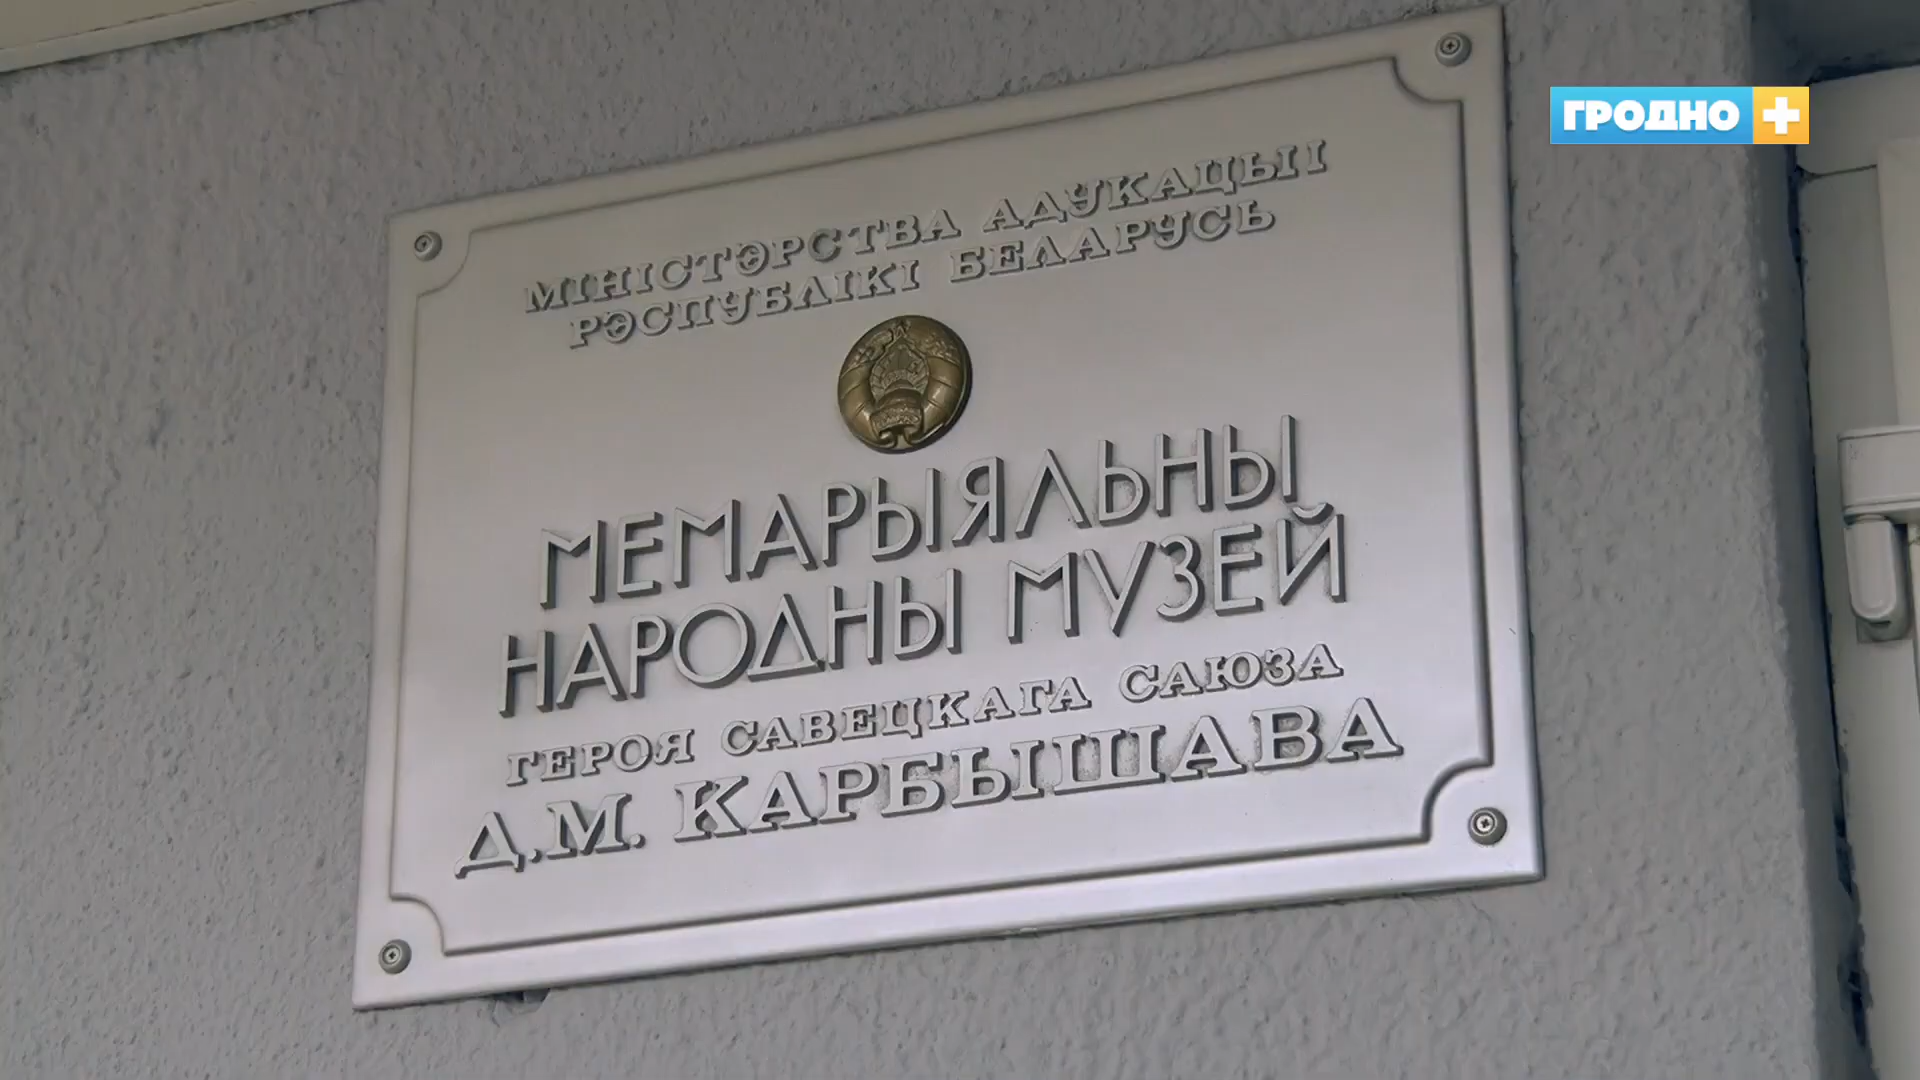 ГРОДНО +
МІНІСТЭРСТВА АДУКАЦЫІ І
РЭСПУБЛІКІ БЕЛАРУСЬ
МЕМАРЫЯЛЬНЫ
НАРОДНЫ МУЗЕЙ
ГЕРОЯ САВЕЦКАГА САЮЗА
Д.М. КАРБЫШАВА